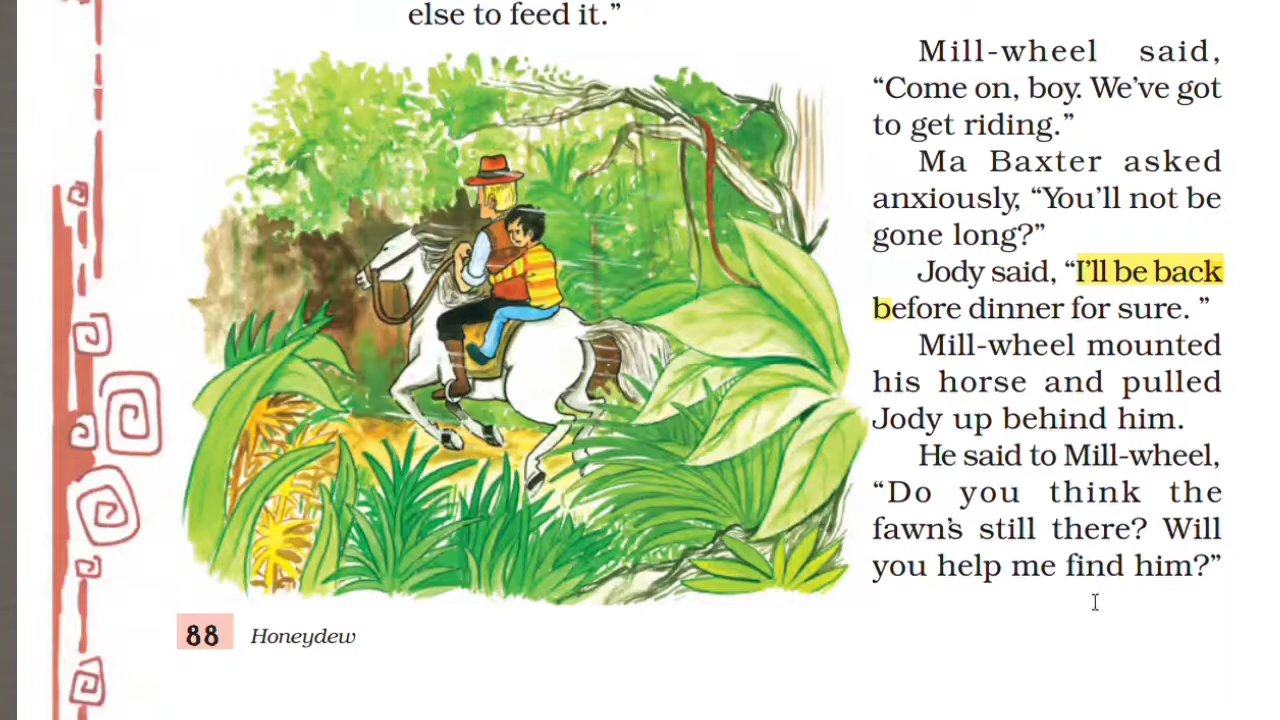 else to feed it.”
Mill-wheel said,
“Come on, boy. We’ve got
to get riding.”
Ma Baxter asked
anxiously, “You’ll not be
gone long?”
Jody said, “I’ll be back
before dinner for sure. ”
Mill-wheel mounted
his horse and pulled
Jody up behind him.
He said to Mill-wheel,
“Do you think the
fawn’s still there? Will
you help me find him?”
88 Honeydew